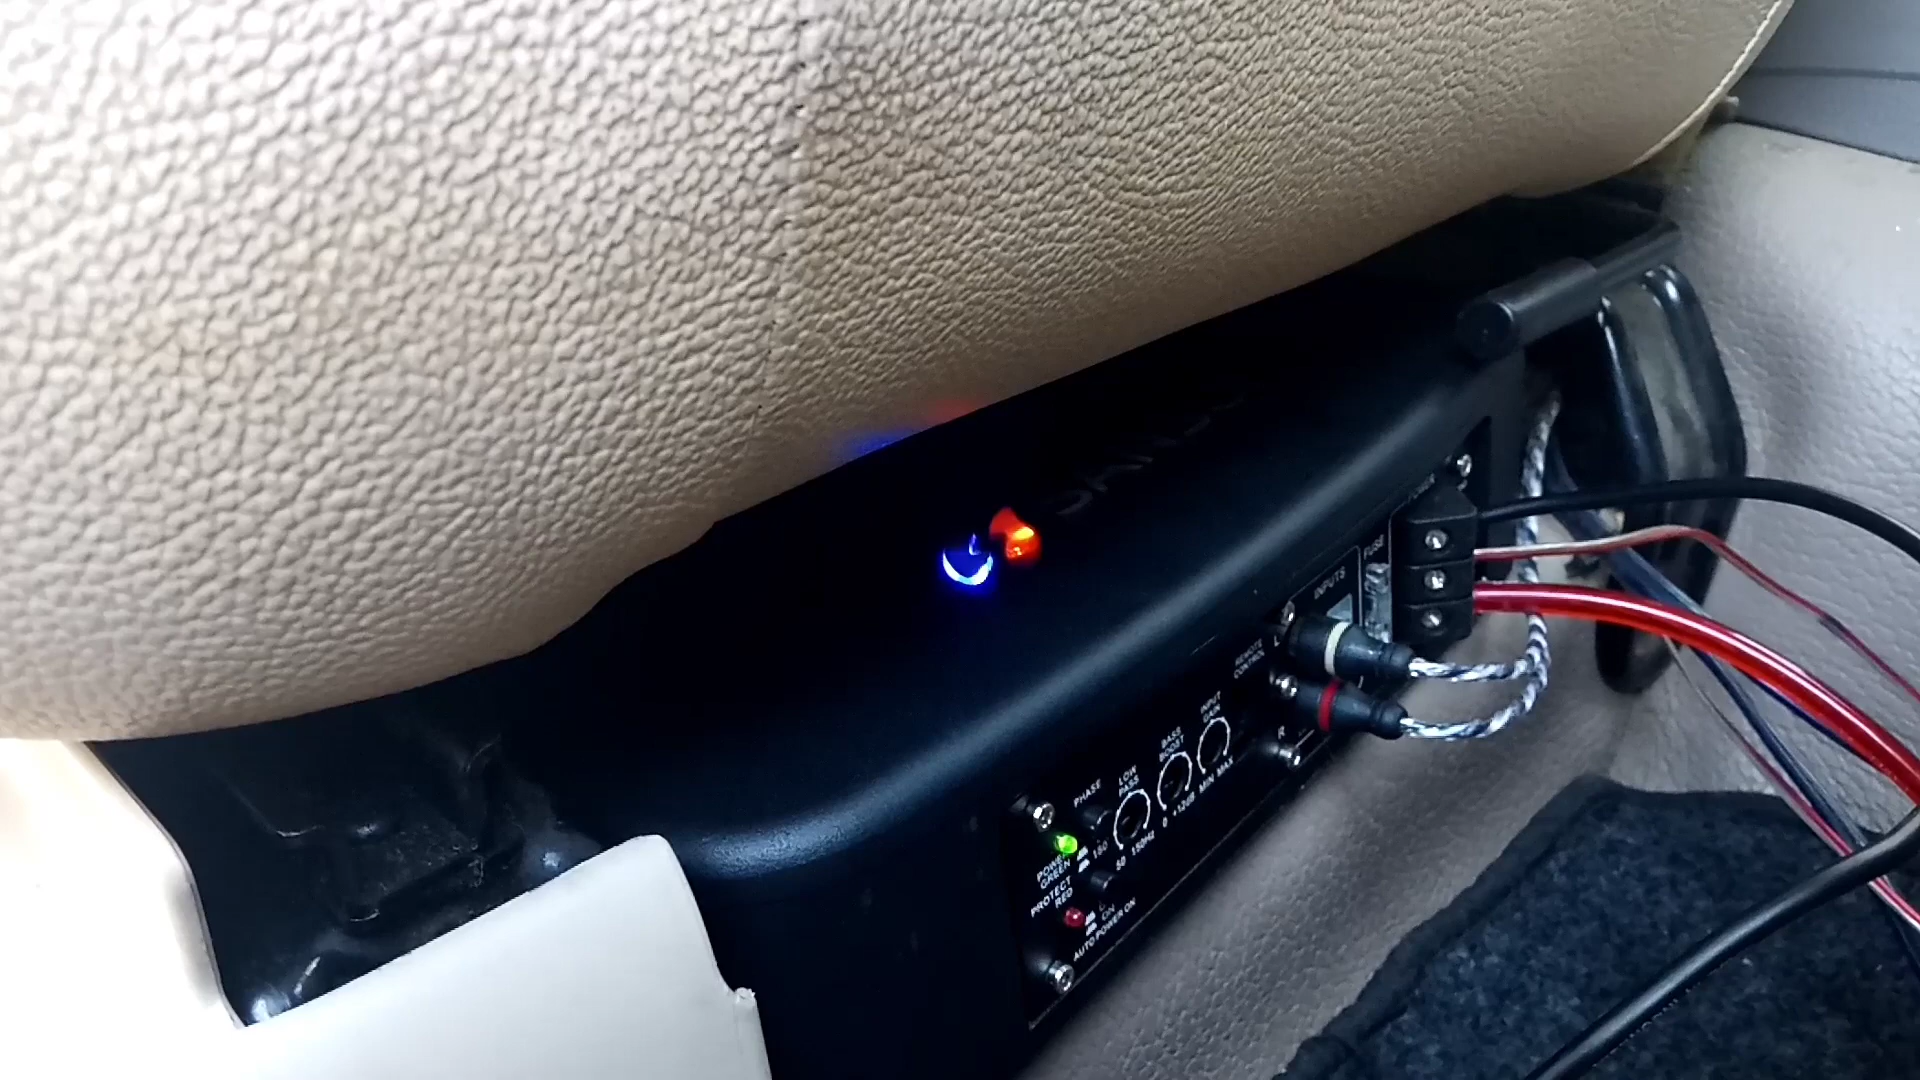 FUSE
INPUTS
L
REMOTE
CONTROL
R
INPUT
GAIN
MIN MAX
BASS
BOOST
0 +12dB
LOW
PASS
50 150Hz
PHASE
180
POWER
GREEN
PROTECT
RED
ON
AUTO POWER ON